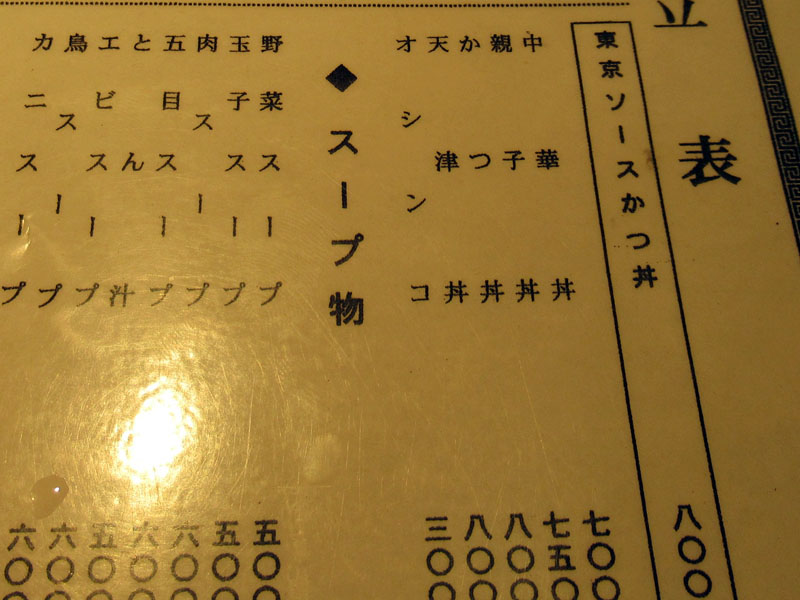 立表
東京ソースかつ丼 八〇〇
中華丼 七〇〇
親子丼 七五〇
かつ丼 八〇〇
天津丼 八〇〇
オシンコ 三〇〇
◆スープ物
野菜スープ 五〇〇
玉子スープ 五〇〇
肉スープ 六〇〇
五目スープ 六〇〇
とん汁 五〇〇
エビスープ 六〇〇
鳥スープ 六〇〇
カニスープ